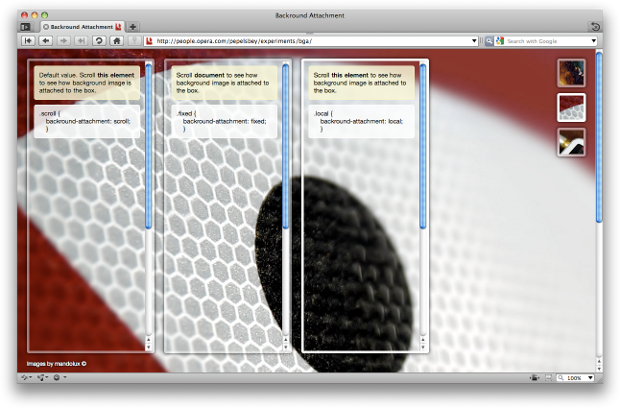 Backround Attachment
Backround Attachment
http://people.opera.com/pepelsbey/experiments/bga/
Search with Google
Default value. Scroll this element
to see how background image is
attached to the box.
.scroll {
backround-attachment: scroll;
}
Scroll document to see how
background image is attached to
the box.
.fixed {
backround-attachment: fixed;
}
Scroll this element to see how
background image is attached to
the box.
.local {
backround-attachment: local;
}
Images by mandolux ©
100%